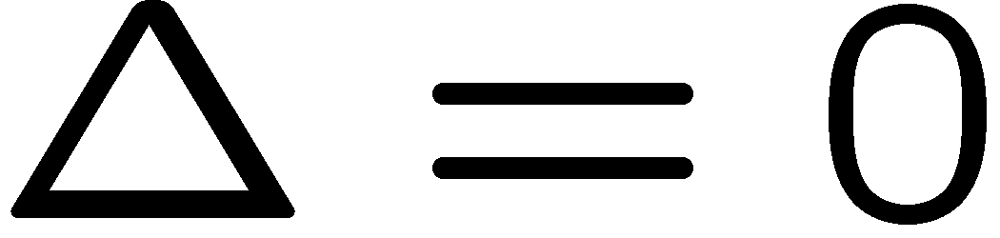 Δ = 0